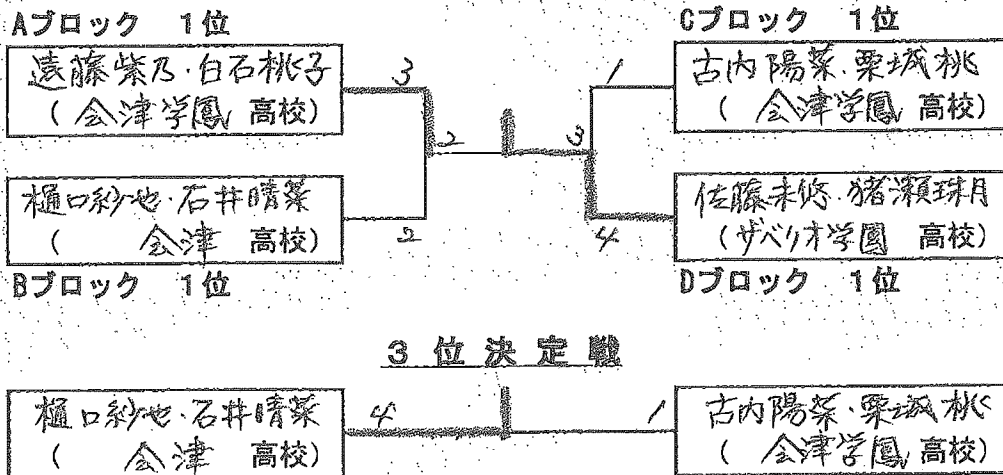 Aブロック 1位
遠藤紫乃・白石桃子
(会津学鳳 高校)
3
2
樋口紗也・石井晴菜
(会津 高校)
2
Bブロック 1位
Cブロック 1位
古内陽菜・栗城桃
(会津学鳳 高校)
1
3
佐藤未悠・猪瀬珠月
(ザベリオ学園 高校)
4
Dブロック 1位
3位決定戦
樋口紗也・石井晴菜
(会津 高校)
4
1
古内陽菜・栗城桃
(会津学鳳 高校)